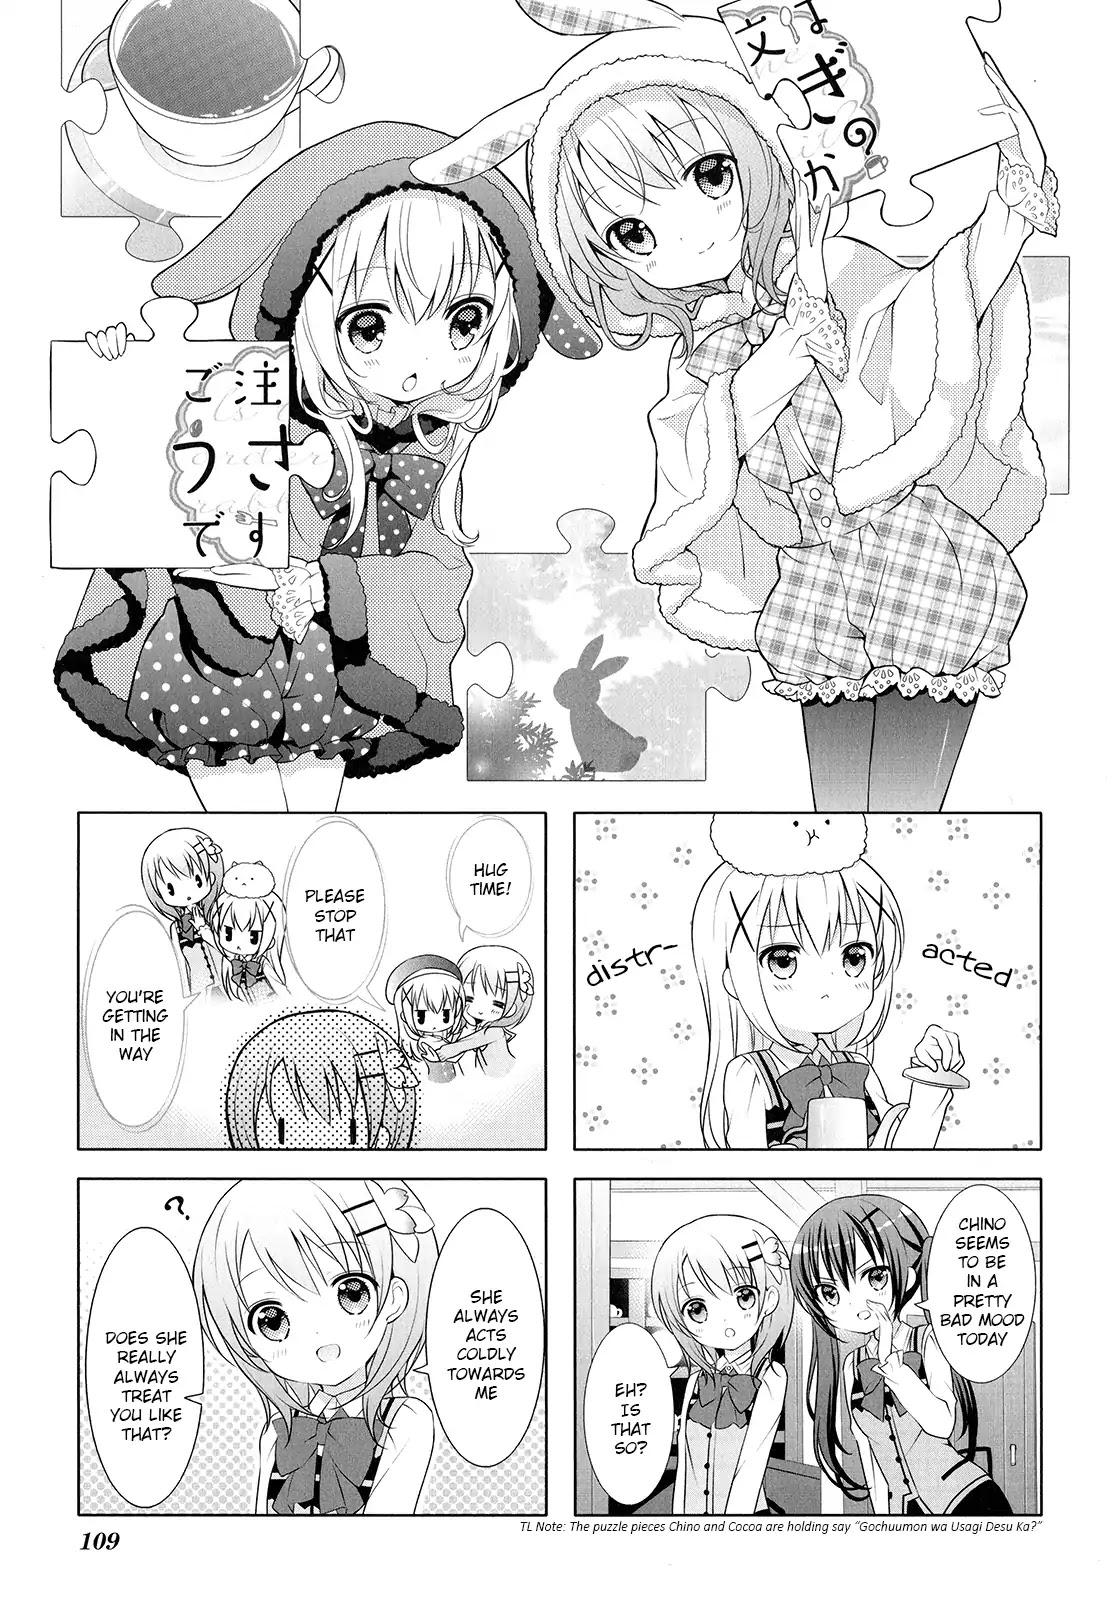 は
文 ぎの
か
ご注
うさ
です
distr-
acted
CHINO
SEEMS
TO BE
IN A
PRETTY
BAD MOOD
TODAY
EH?
IS
THAT
SO?
HUG
TIME!
PLEASE
STOP
THAT
YOU'RE
GETTING
IN THE
WAY
SHE
ALWAYS
ACTS
COLDLY
TOWARDS
ME
?
DOES SHE
REALLY
ALWAYS
TREAT
YOU LIKE
THAT?
TL Note: The puzzle pieces Chino and Cocoa are holding say "Gochuumon wa Usagi Desu Ka?"
109